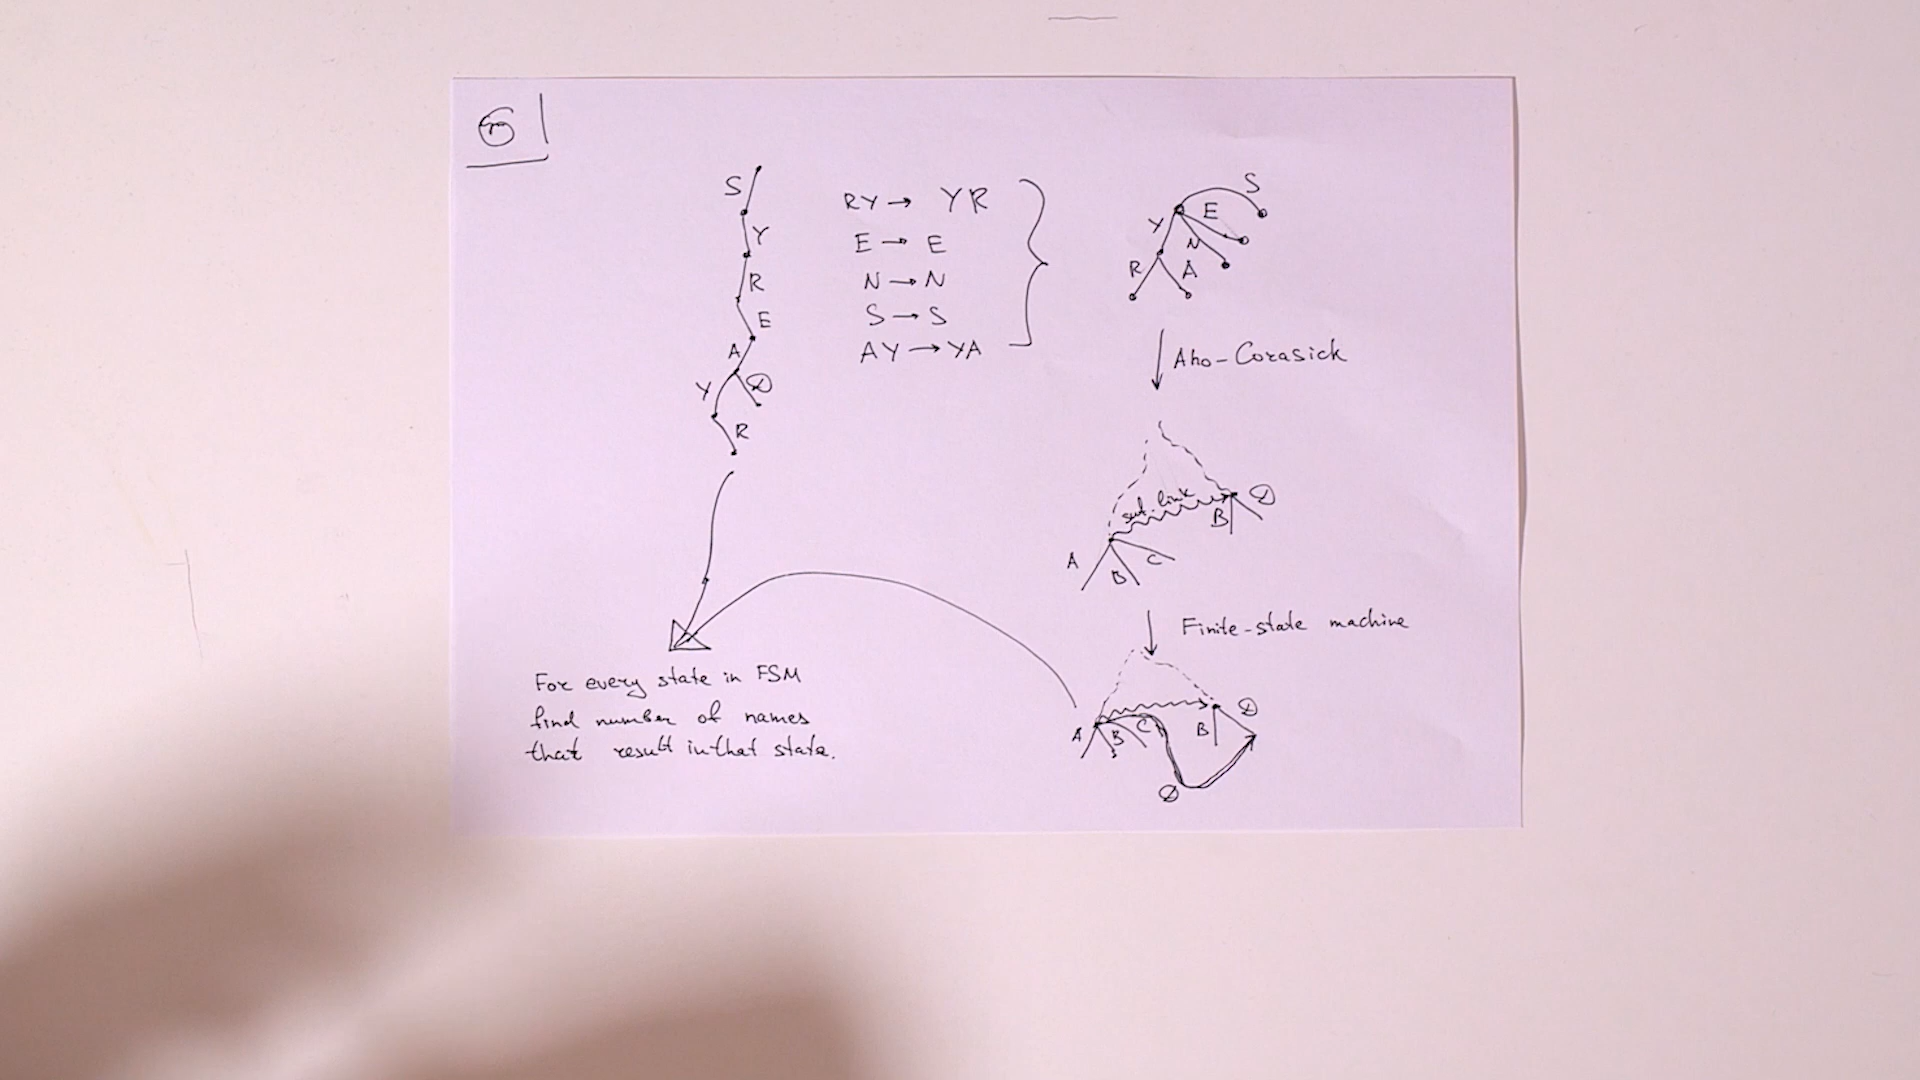 G
S
Y
R
E
A
Y
D
R
RY → YR
E → E
N → N
S → S
AY → YA
S
E
Y
N
R
A
Aho-Corasick
suf. link
D
B
A
B
C
Finite-state machine
A
B
C
B
D
D
For every state in FSM
find number of names
that result in that state.